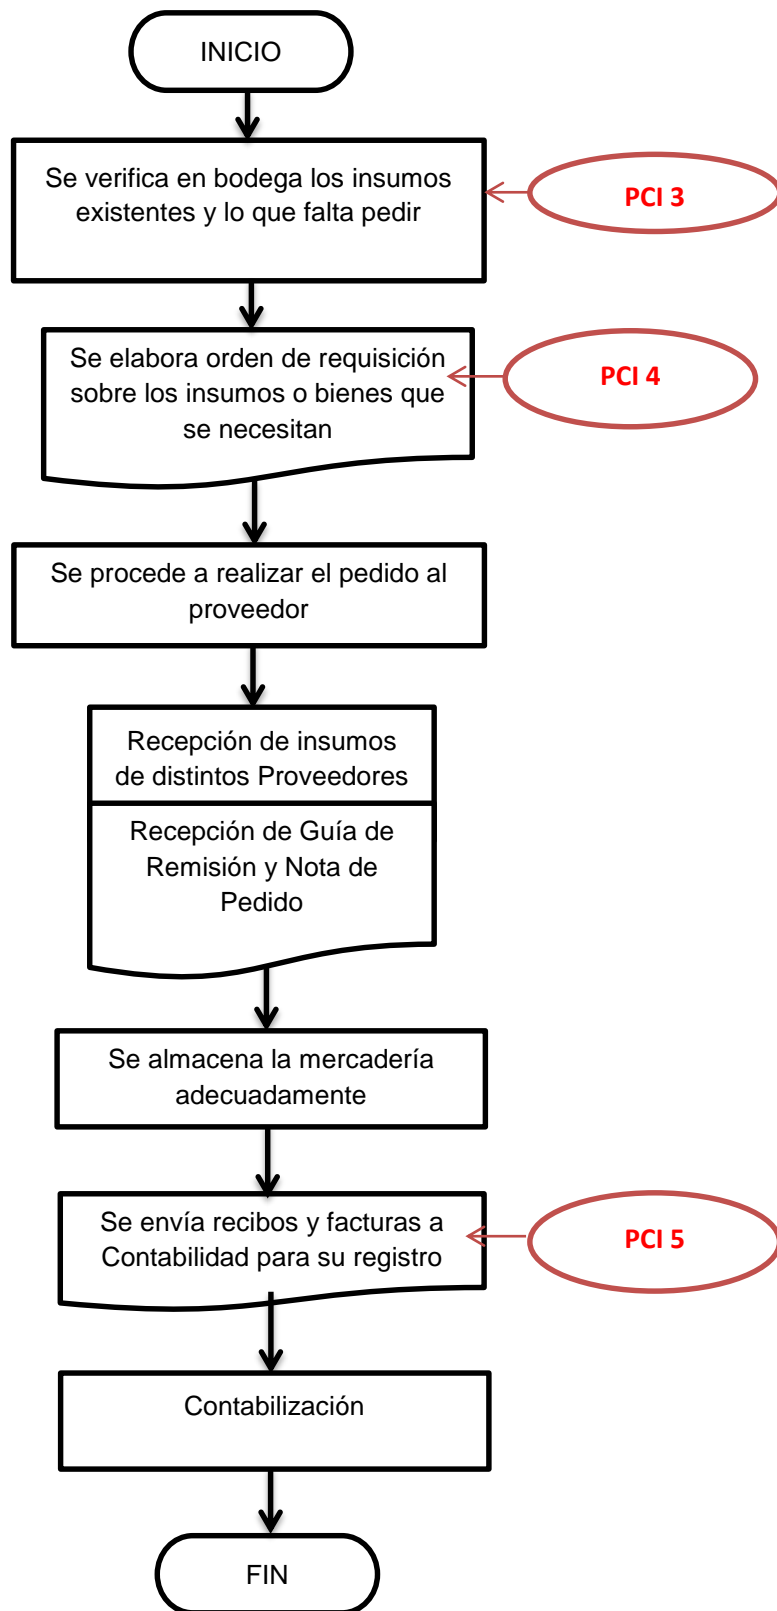 INICIO
Se verifica en bodega los insumos
existentes y lo que falta pedir
PCI 3
Se elabora orden de requisición
sobre los insumos o bienes que
se necesitan
PCI 4
Se procede a realizar el pedido al
proveedor
Recepción de insumos
de distintos Proveedores
Recepción de Guía de
Remisión y Nota de
Pedido
Se almacena la mercadería
adecuadamente
Se envía recibos y facturas a
Contabilidad para su registro
PCI 5
Contabilización
FIN